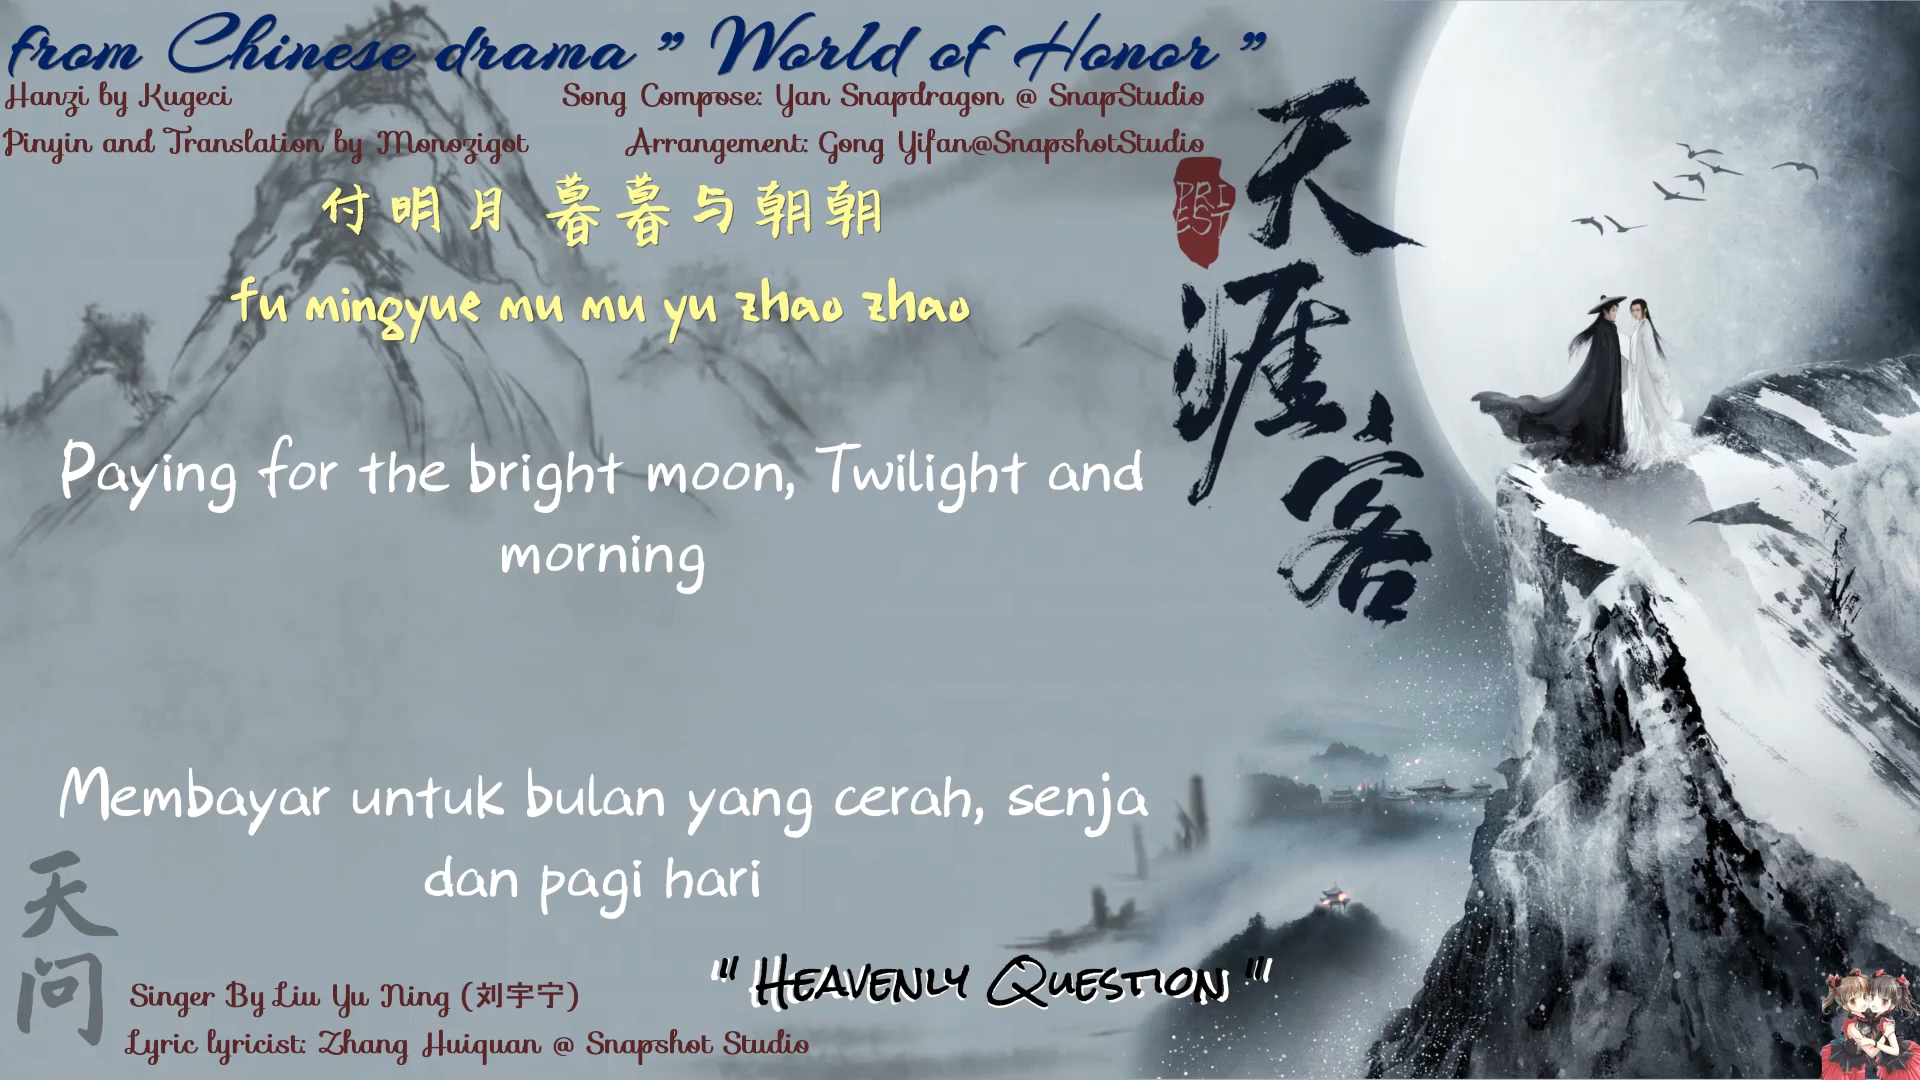 from Chinese drama " World of Honor "
Hanzi by Kugeci
Song Compose: Yan Snapdragon @ SnapStudio
Pinyin and Translation by Monozigot
Arrangement: Gong Yifan@SnapshotStudio
付明月 暮暮与朝朝
fu mingyue mu mu yu zhao zhao
Paying for the bright moon, Twilight and
morning
Membayar untuk bulan yang cerah, senja
dan pagi hari
天涯客
PRI
EST
天问
" Heavenly Question "
Singer By Liu Yu Ning (刘宇宁)
Lyric lyricist: Zhang Huiquan @ Snapshot Studio